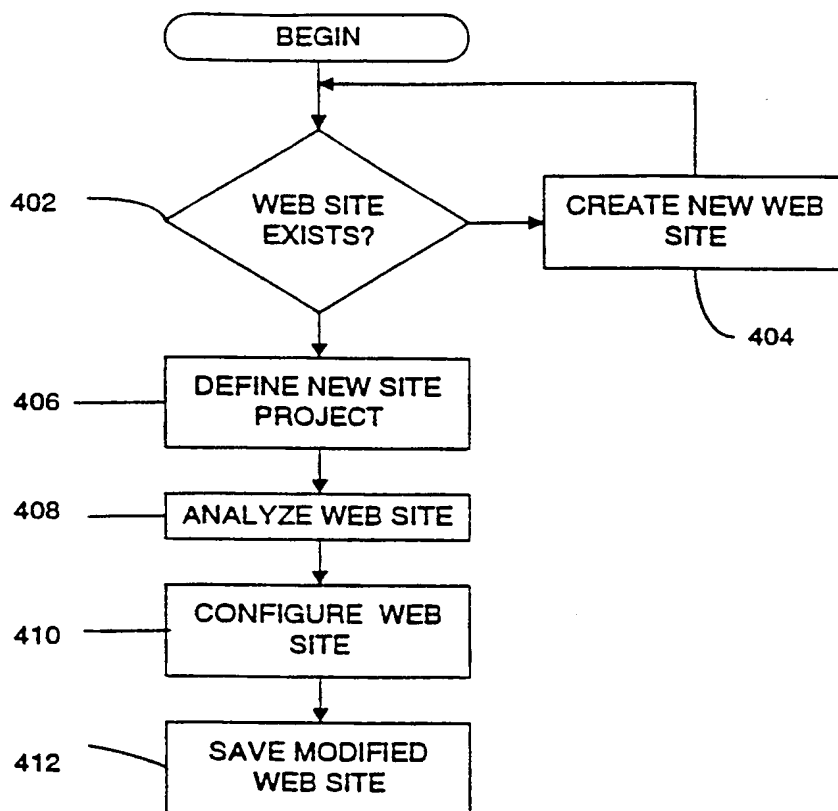 BEGIN
402
WEB SITE
EXISTS?
CREATE NEW WEB
SITE
404
406
DEFINE NEW SITE
PROJECT
408
ANALYZE WEB SITE
410
CONFIGURE WEB
SITE
412
SAVE MODIFIED
WEB SITE